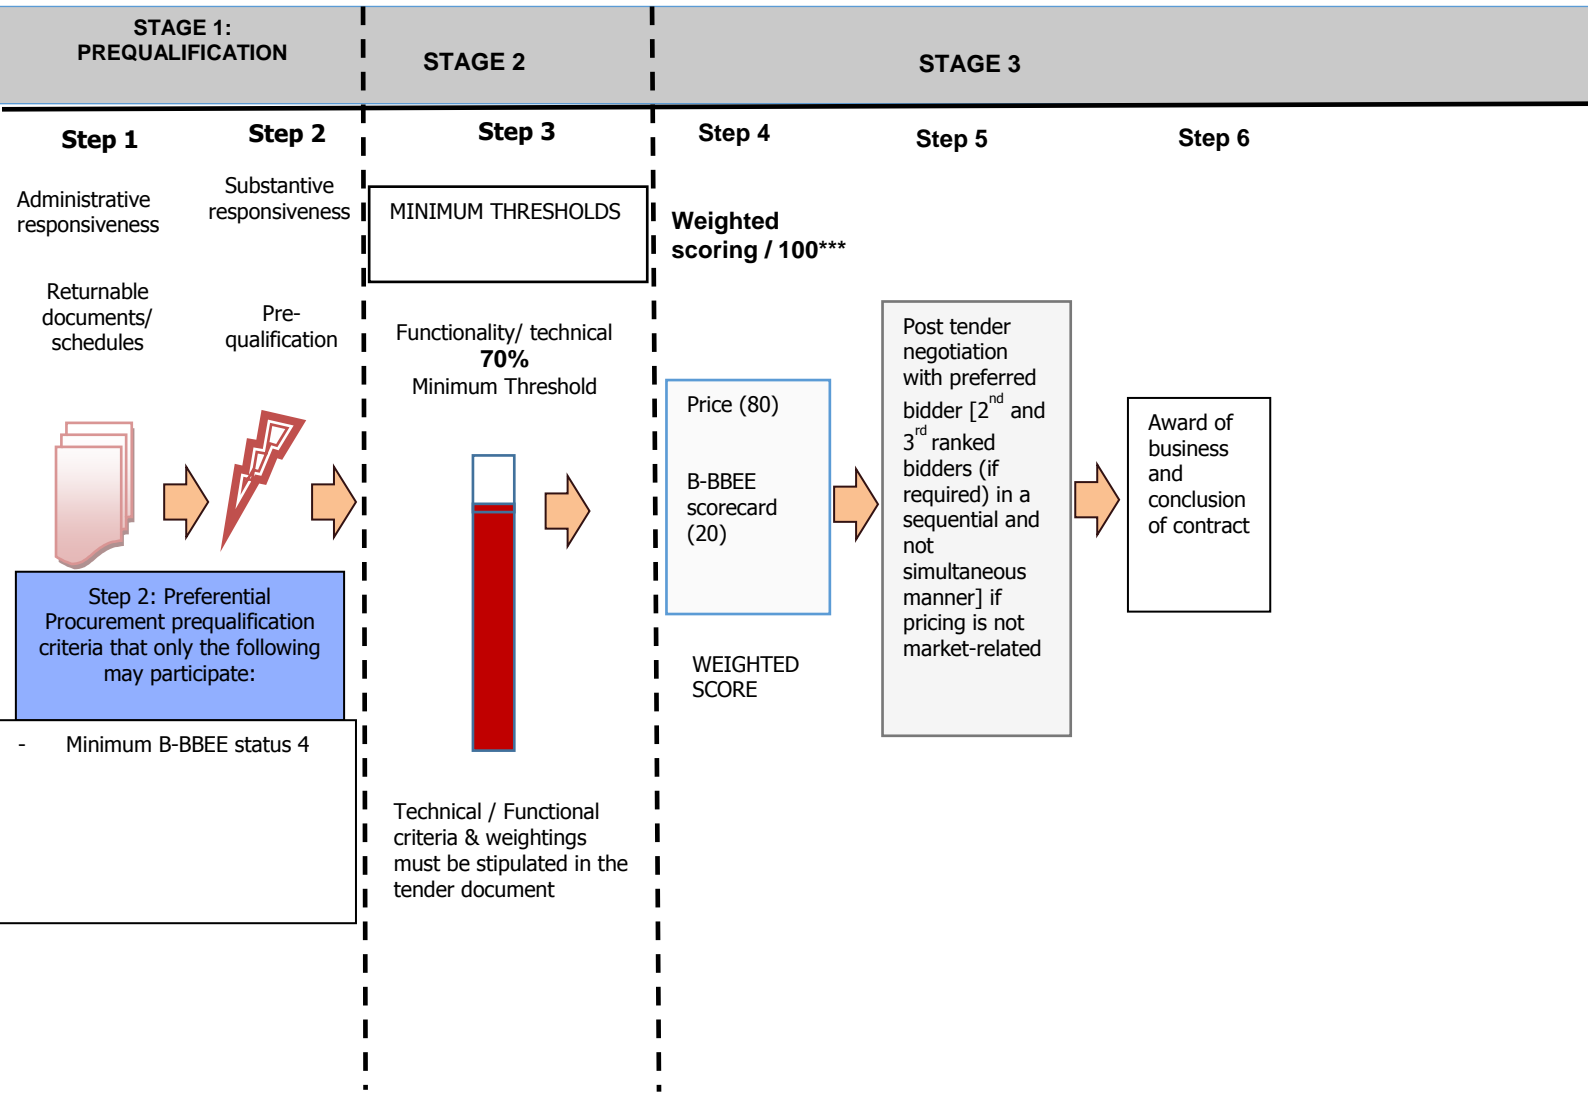 STAGE 1:
PREQUALIFICATION
STAGE 2
STAGE 3
Step 1
Step 2
Step 3
Step 4
Step 5
Step 6
Administrative
responsiveness
Substantive
responsiveness
MINIMUM THRESHOLDS
Weighted
scoring / 100***
Returnable
documents/
schedules
Pre-
qualification
Functionality/ technical
70%
Minimum Threshold
Price (80)
B-BBEE
scorecard
(20)
WEIGHTED
SCORE
Post tender
negotiation
with preferred
bidder [2nd and
3rd ranked
bidders (if
required) in a
sequential and
not
simultaneous
manner] if
pricing is not
market-related
Award of
business
and
conclusion
of contract
Step 2: Preferential
Procurement prequalification
criteria that only the following
may participate:
- Minimum B-BBEE status 4
Technical / Functional
criteria & weightings
must be stipulated in the
tender document